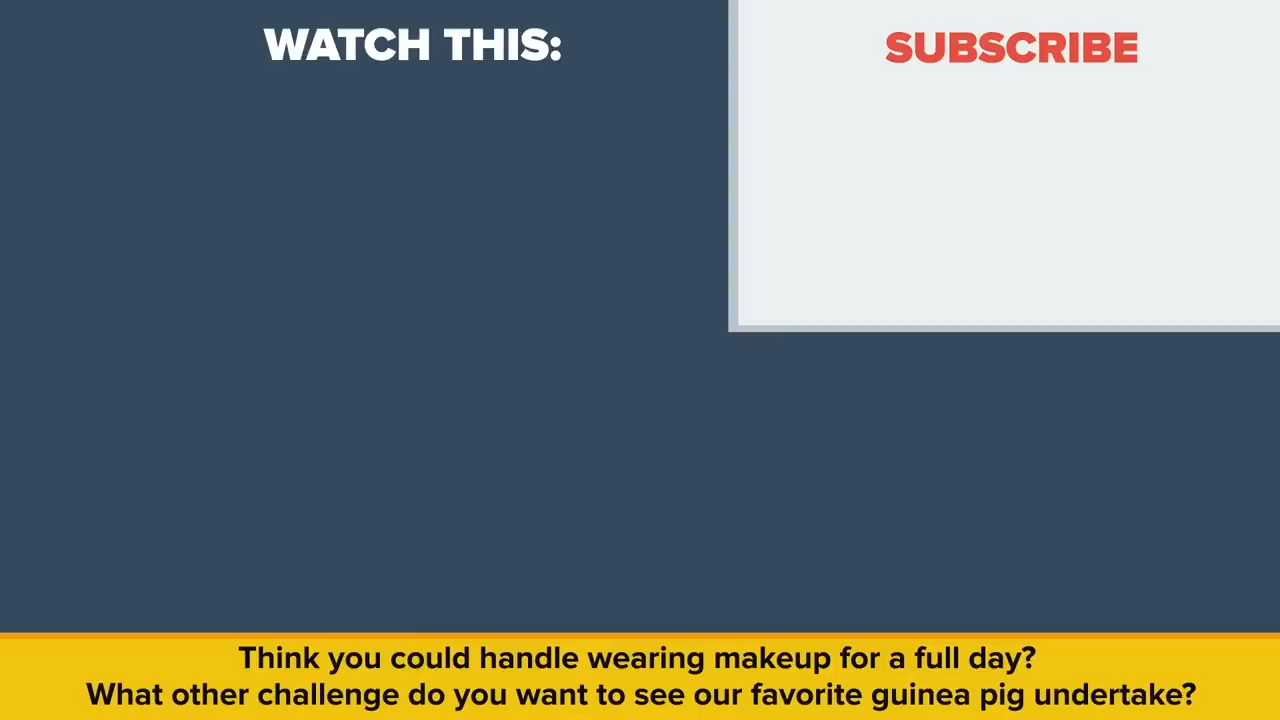 WATCH THIS:
SUBSCRIBE
Think you could handle wearing makeup for a full day?
What other challenge do you want to see our favorite guinea pig undertake?